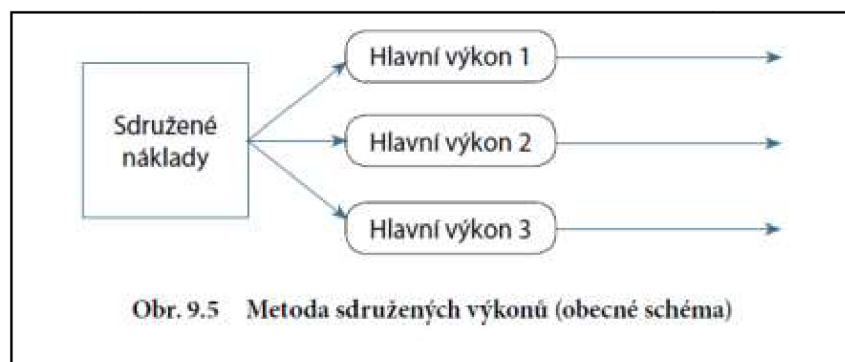 Sdružené
náklady
Hlavní výkon 1
Hlavní výkon 2
Hlavní výkon 3
Obr. 9.5 Metoda sdružených výkonů (obecné schéma)